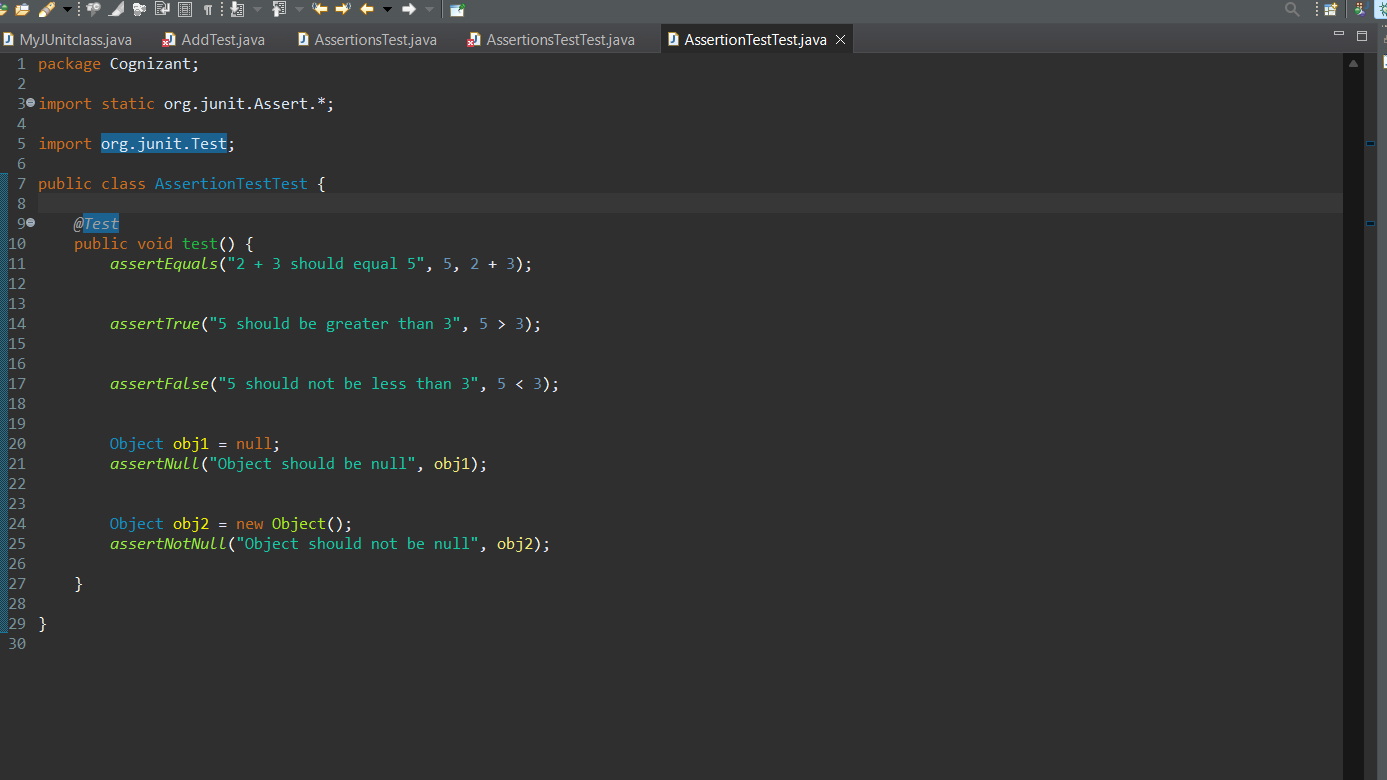 MyJUnitclass.java AddTest.java AssertionsTest.java AssertionsTestTest.java AssertionTestTest.java
1 package Cognizant;
2
3 import static org.junit.Assert.*;
4
5 import org.junit.Test;
6
7 public class AssertionTestTest {
8
9 @Test
10 public void test() {
11 assertEquals("2 + 3 should equal 5", 5, 2 + 3);
12
13
14 assertTrue("5 should be greater than 3", 5 > 3);
15
16
17 assertFalse("5 should not be less than 3", 5 < 3);
18
19
20 Object obj1 = null;
21 assertNull("Object should be null", obj1);
22
23
24 Object obj2 = new Object();
25 assertNotNull("Object should not be null", obj2);
26
27 }
28
29 }
30